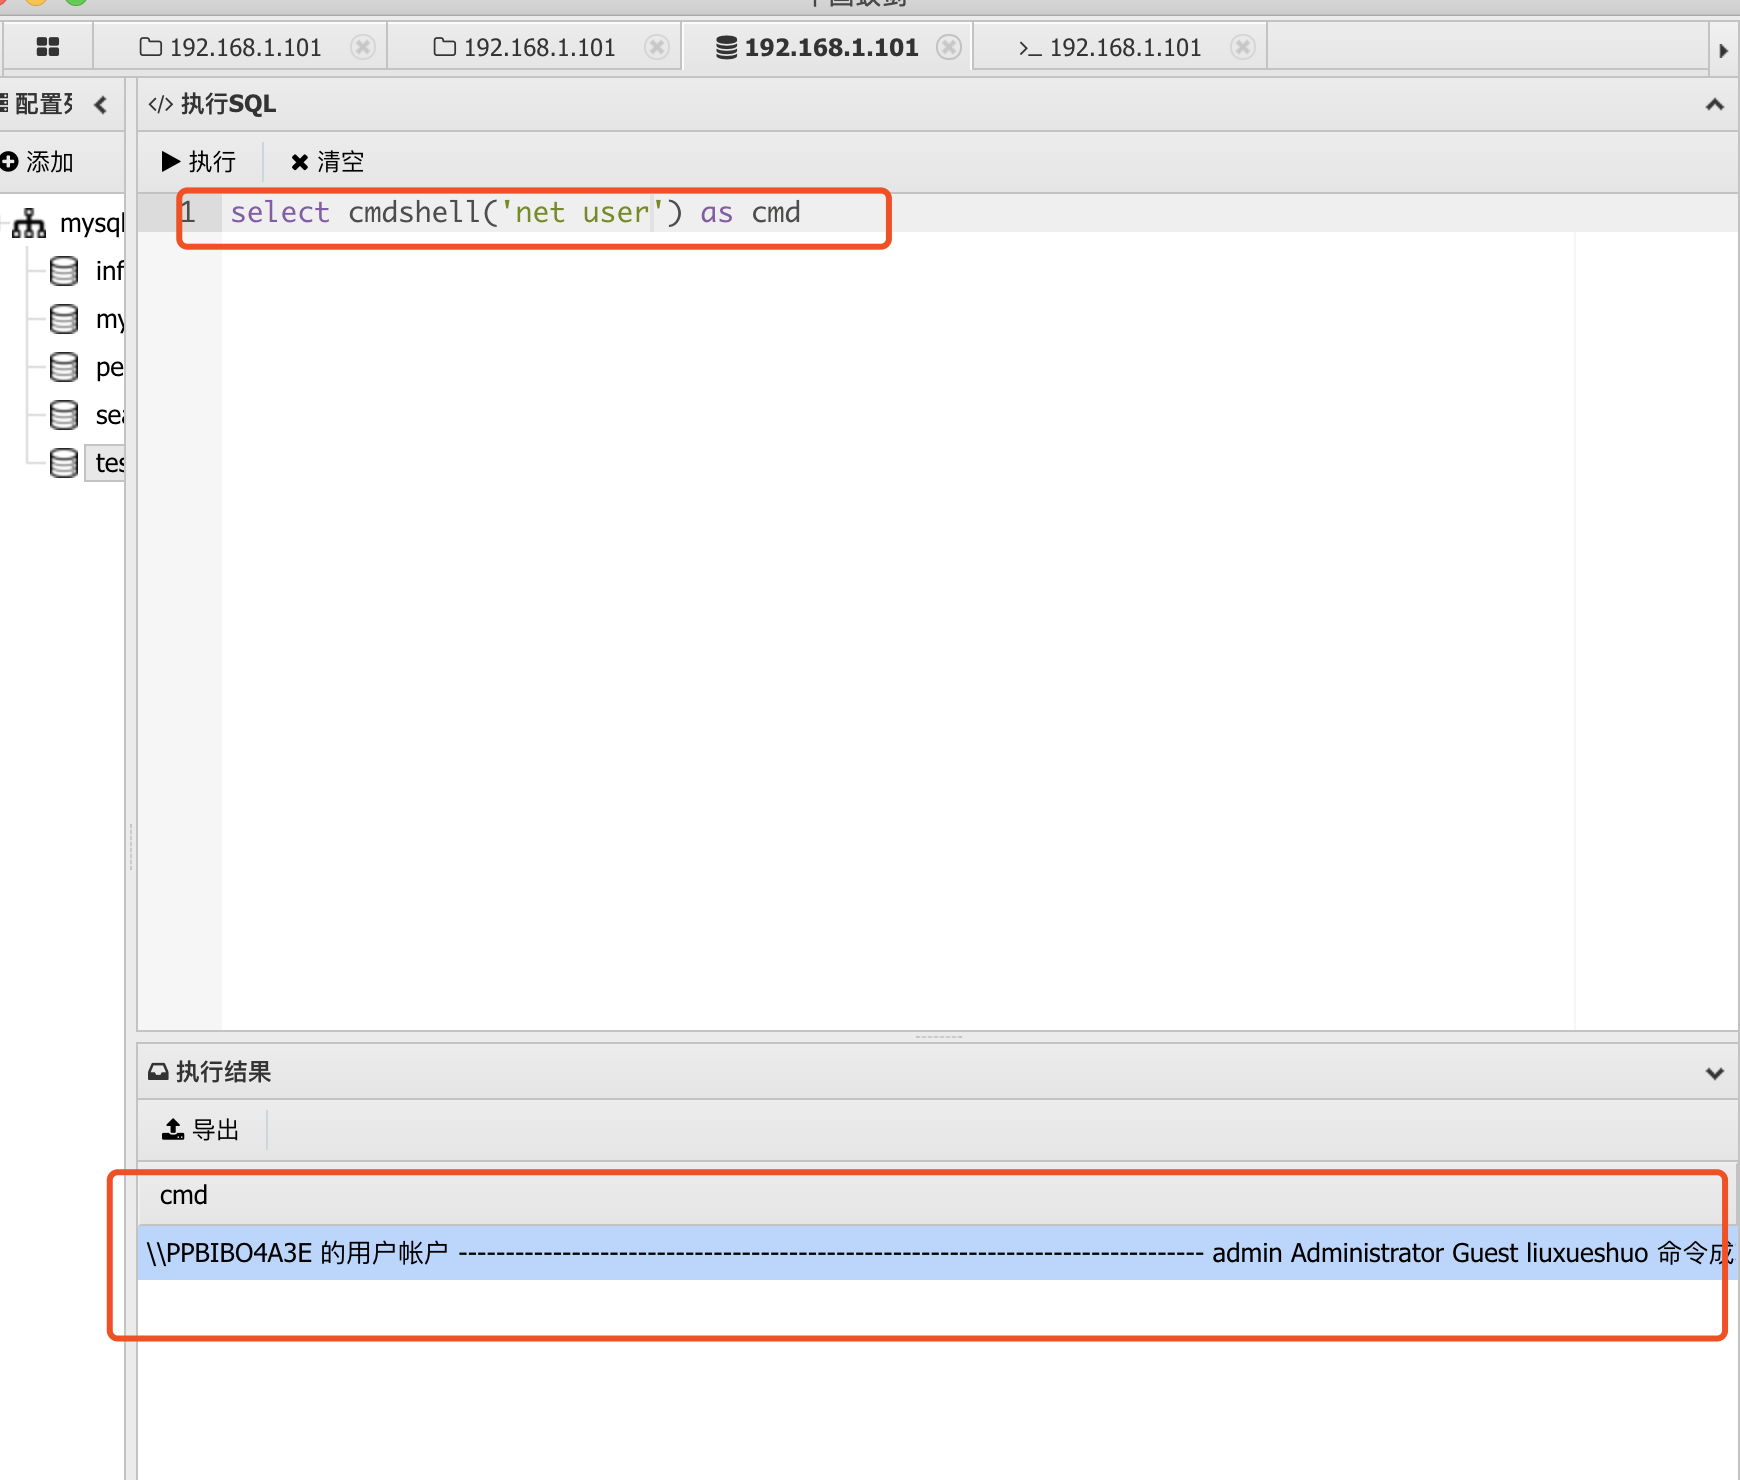 192.168.1.101
192.168.1.101
192.168.1.101
>_ 192.168.1.101
配置列
</> 执行SQL
添加
执行
清空
mysql
inf
my
pe
sea
tes
1 select cmdshell('net user') as cmd
执行结果
导出
cmd
\\PPBIBO4A3E 的用户帐户 ------------------------------------------------------------------------------- admin Administrator Guest liuxueshuo 命令成